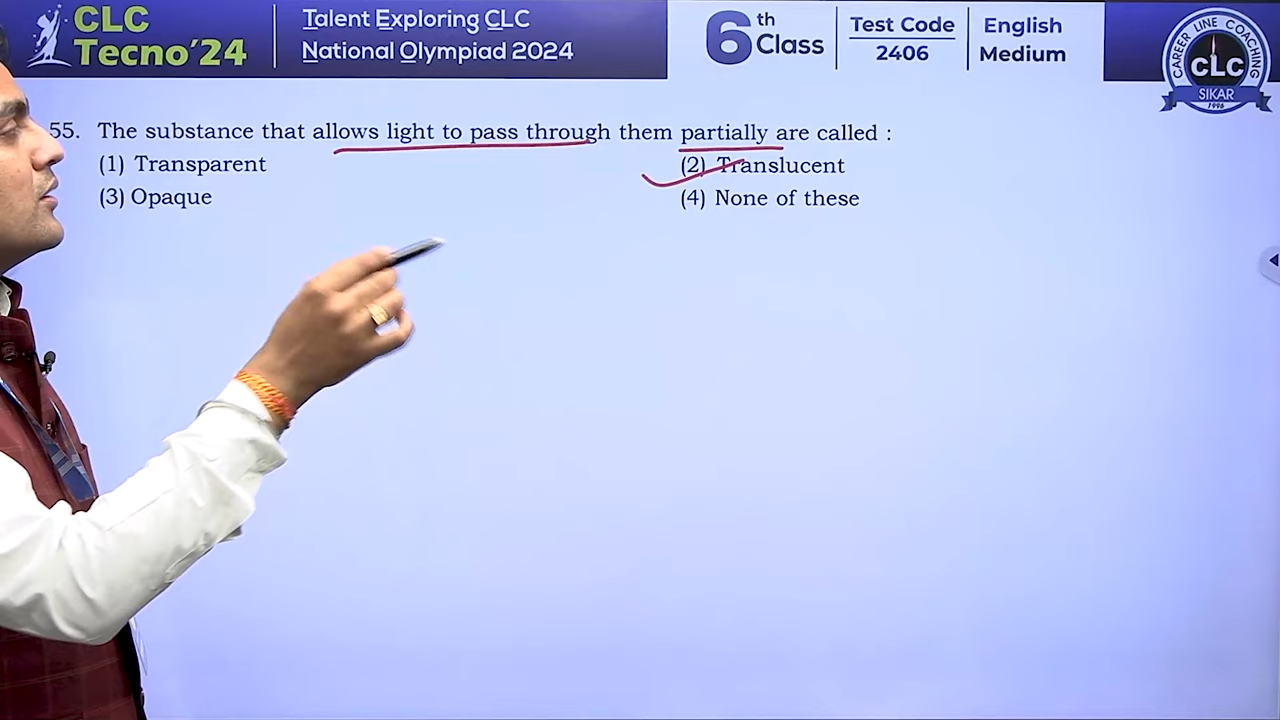 CLC
Tecno'24
Talent Exploring CLC
National Olympiad 2024
6th Class
Test Code
2406
English
Medium
CAREER LINE COACHING
CLC
SIKAR
1996
55. The substance that allows light to pass through them partially are called :
(1) Transparent
(2) Translucent
(3) Opaque
(4) None of these